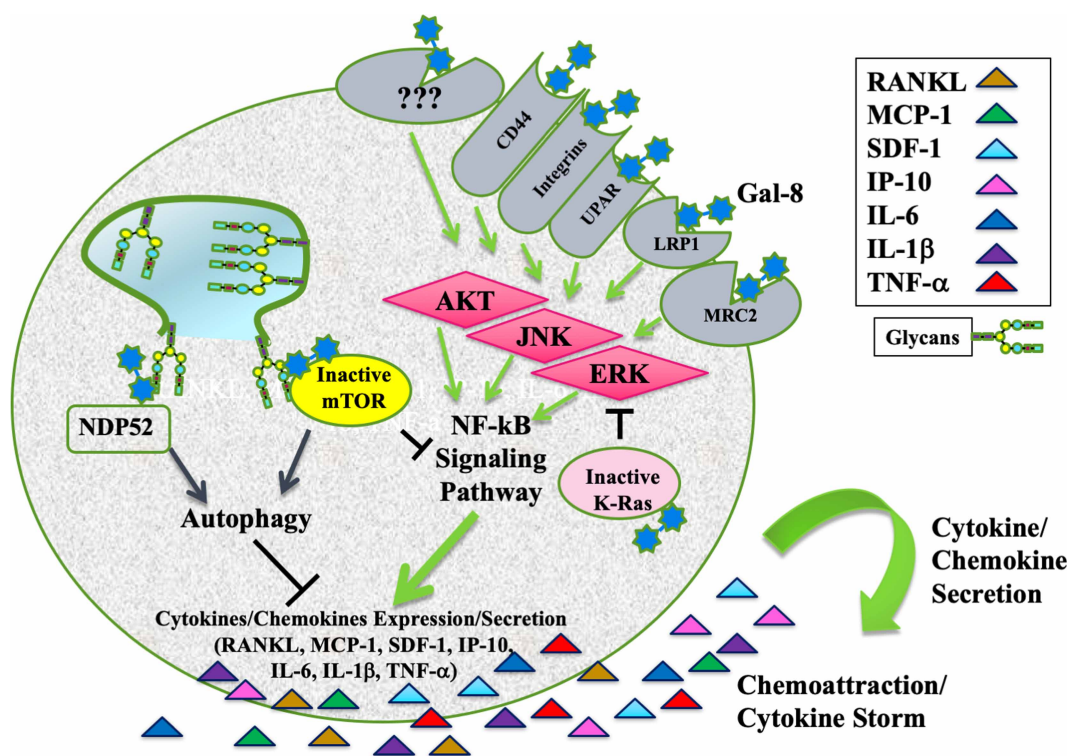 ???
CD44
Integrins
UPAR
LRP1
MRC2
Gal-8
RANKL
MCP-1
SDF-1
IP-10
IL-6
IL-1β
TNF-α
Glycans
AKT
JNK
ERK
Inactive
mTOR
NDP52
NF-kB
Signaling
Pathway
Inactive
K-Ras
Autophagy
Cytokines/Chemokines Expression/Secretion
(RANKL, MCP-1, SDF-1, IP-10,
IL-6, IL-1β, TNF-α)
Cytokine/
Chemokine
Secretion
Chemoattraction/
Cytokine Storm